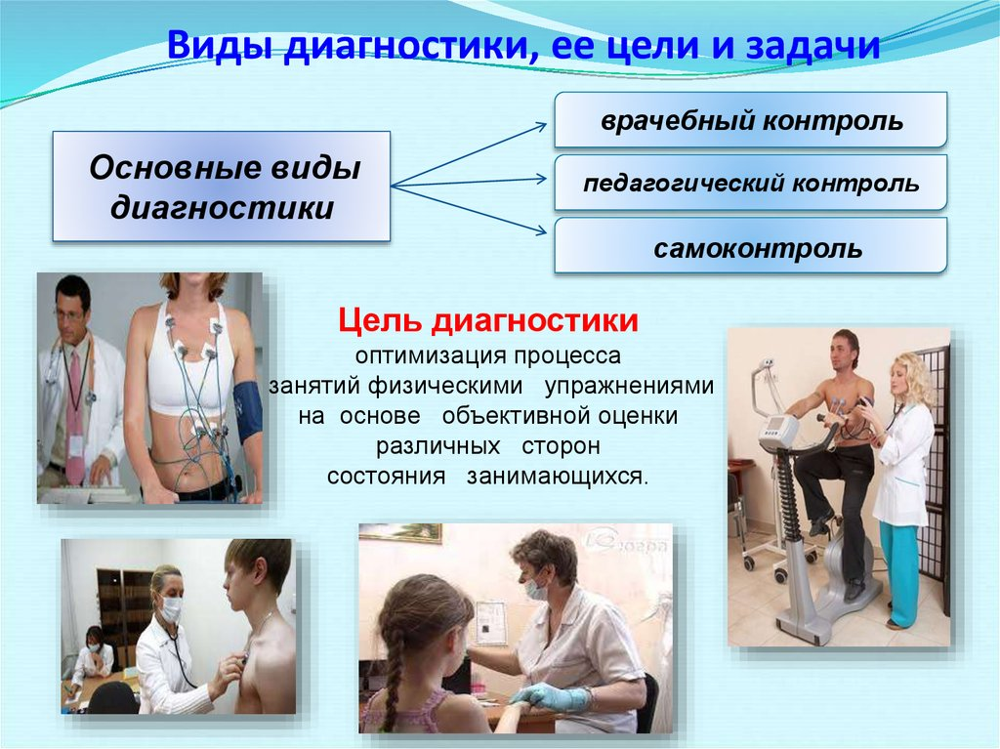 Виды диагностики, ее цели и задачи
Основные виды
диагностики
врачебный контроль
педагогический контроль
самоконтроль
Цель диагностики
оптимизация процесса
занятий физическими упражнениями
на основе объективной оценки
различных сторон
состояния занимающихся.